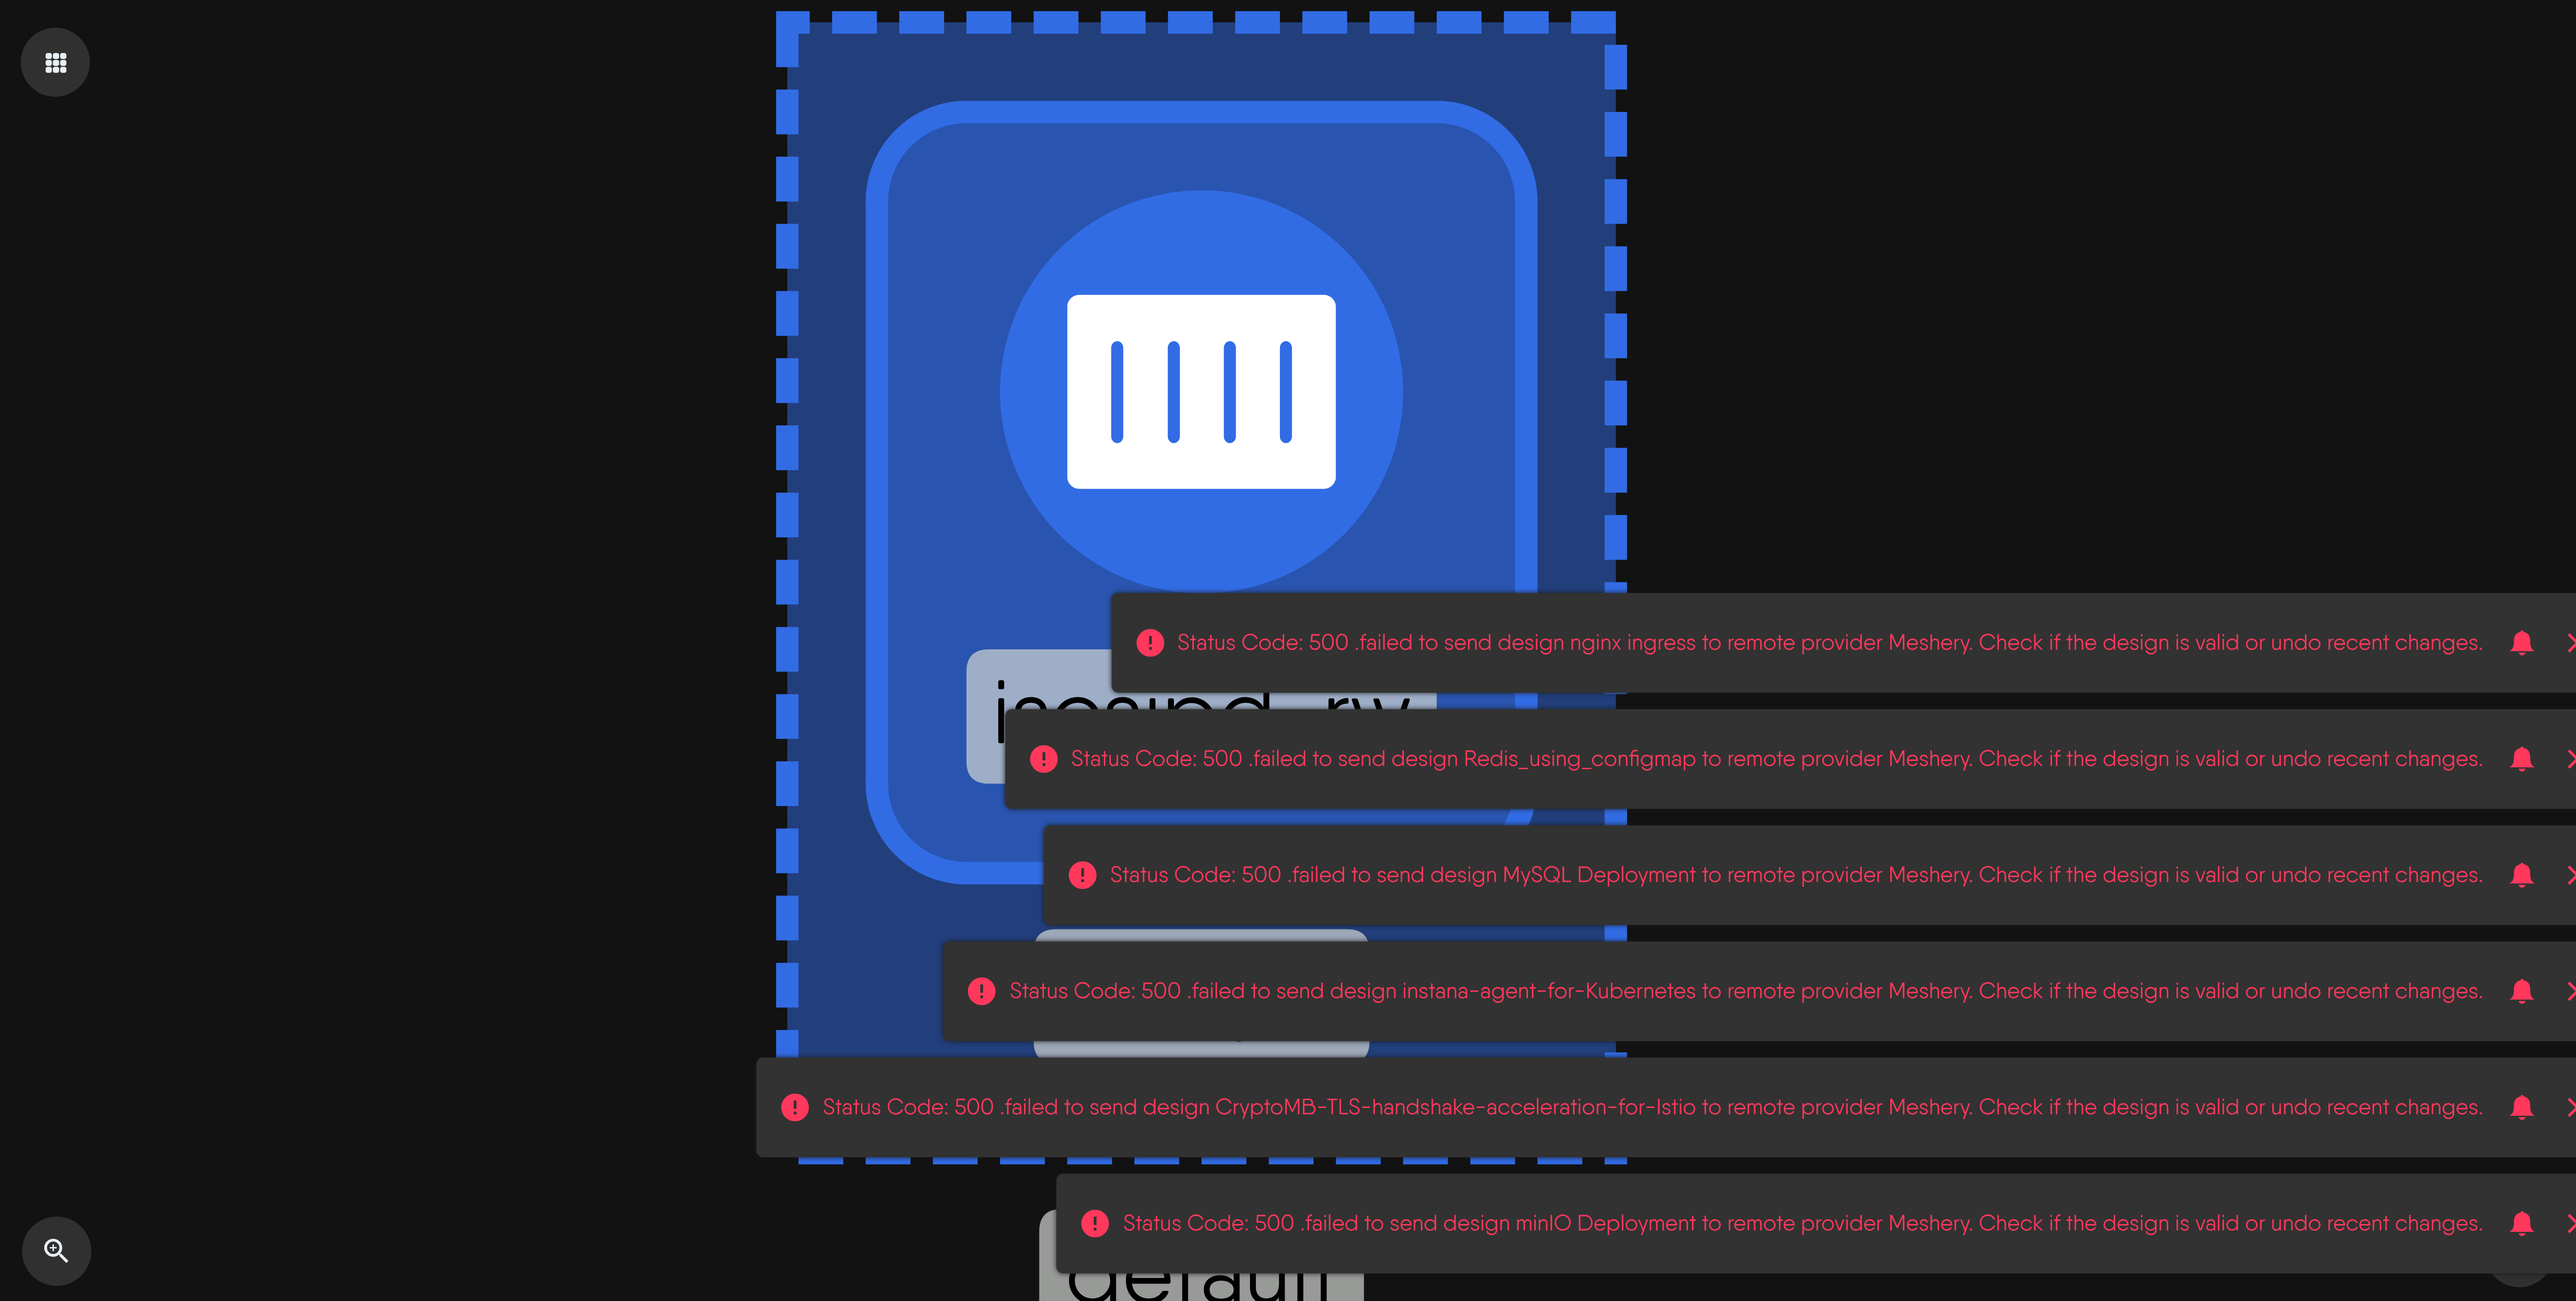 Status Code: 500 .failed to send design nginx ingress to remote provider Meshery. Check if the design is valid or undo recent changes.
Status Code: 500 .failed to send design Redis_using_configmap to remote provider Meshery. Check if the design is valid or undo recent changes.
Status Code: 500 .failed to send design MySQL Deployment to remote provider Meshery. Check if the design is valid or undo recent changes.
Status Code: 500 .failed to send design instana-agent-for-Kubernetes to remote provider Meshery. Check if the design is valid or undo recent changes.
Status Code: 500 .failed to send design CryptoMB-TLS-handshake-acceleration-for-Istio to remote provider Meshery. Check if the design is valid or undo recent changes.
Status Code: 500 .failed to send design minIO Deployment to remote provider Meshery. Check if the design is valid or undo recent changes.
default